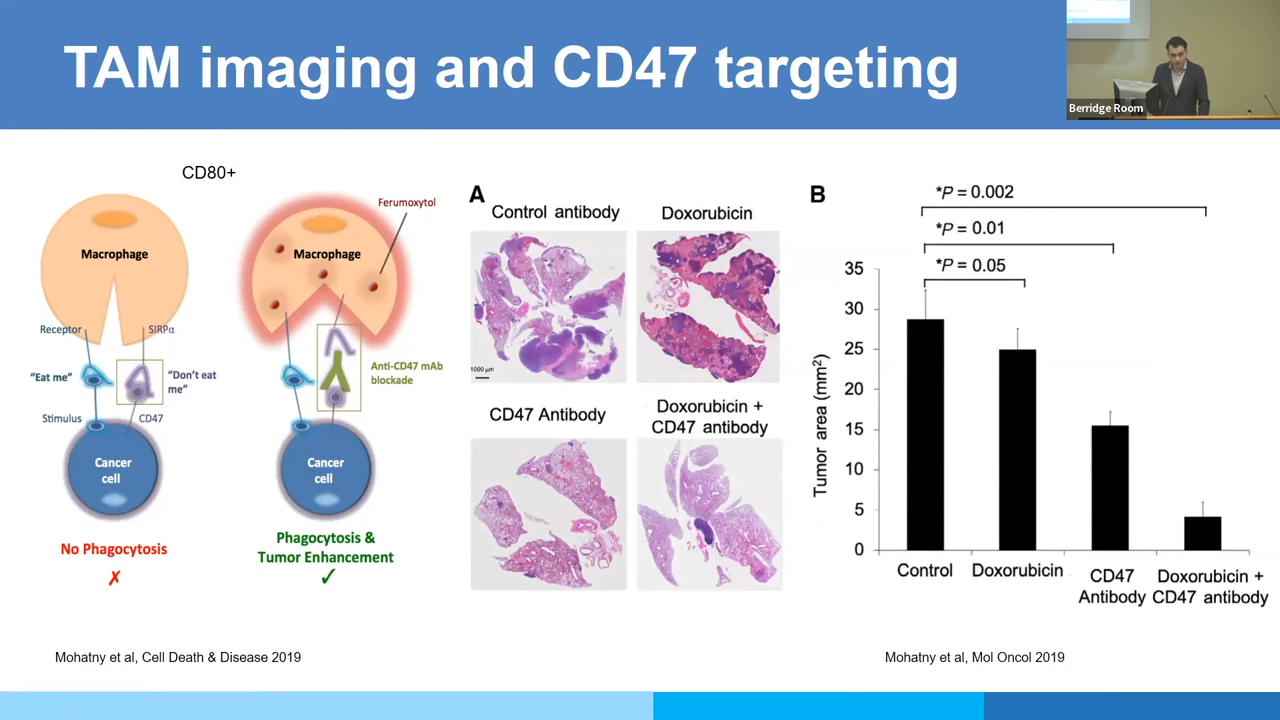 TAM imaging and CD47 targeting
Berridge Room
CD80+
Ferumoxytol
Macrophage
Macrophage
Receptor
SIRPα
"Eat me"
"Don't eat
me"
Anti-CD47 mAb
blockade
Stimulus
CD47
Cancer
cell
Cancer
cell
No Phagocytosis
✗
Phagocytosis &
Tumor Enhancement
✓
A
Control antibody
Doxorubicin
1000 µm
CD47 Antibody
Doxorubicin +
CD47 antibody
B
*P = 0.002
*P = 0.01
*P = 0.05
Tumor area (mm²)
35
30
25
20
15
10
5
0
Control
Doxorubicin
CD47
Antibody
Doxorubicin +
CD47 antibody
Mohatny et al, Cell Death & Disease 2019
Mohatny et al, Mol Oncol 2019